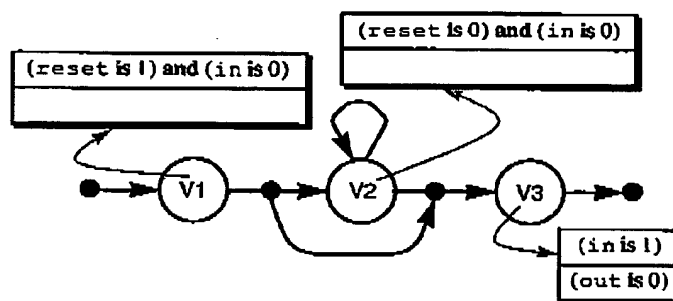 (reset is 1) and (in is 0)
(reset is 0) and (in is 0)
V1
V2
V3
(in is 1)
(out is 0)